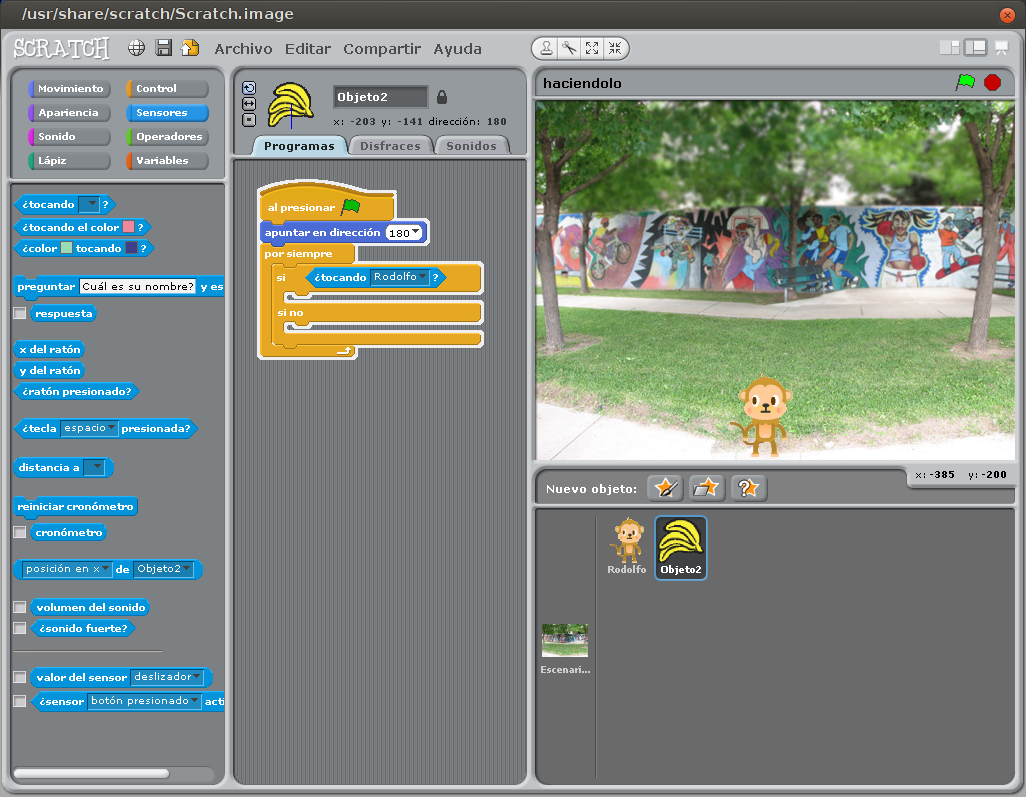 /usr/share/scratch/Scratch.image
SCRATCH
Archivo Editar Compartir Ayuda
Movimiento Control
Apariencia Sensores
Sonido Operadores
Lápiz Variables
¿tocando ?
¿tocando el color ?
¿color tocando ?
preguntar Cuál es su nombre? y es
respuesta
x del ratón
y del ratón
¿ratón presionado?
¿tecla espacio presionada?
distancia a
reiniciar cronómetro
cronómetro
posición en x de Objeto2
volumen del sonido
¿sonido fuerte?
valor del sensor deslizador
¿sensor botón presionado acti
Objeto2
x: -203 y: -141 dirección: 180
Programas Disfraces Sonidos
al presionar
apuntar en dirección 180
por siempre
si ¿tocando Rodolfo ?
si no
haciendolo
x: -385 y: -200
Nuevo objeto:
?
Rodolfo Objeto2
Escenari...